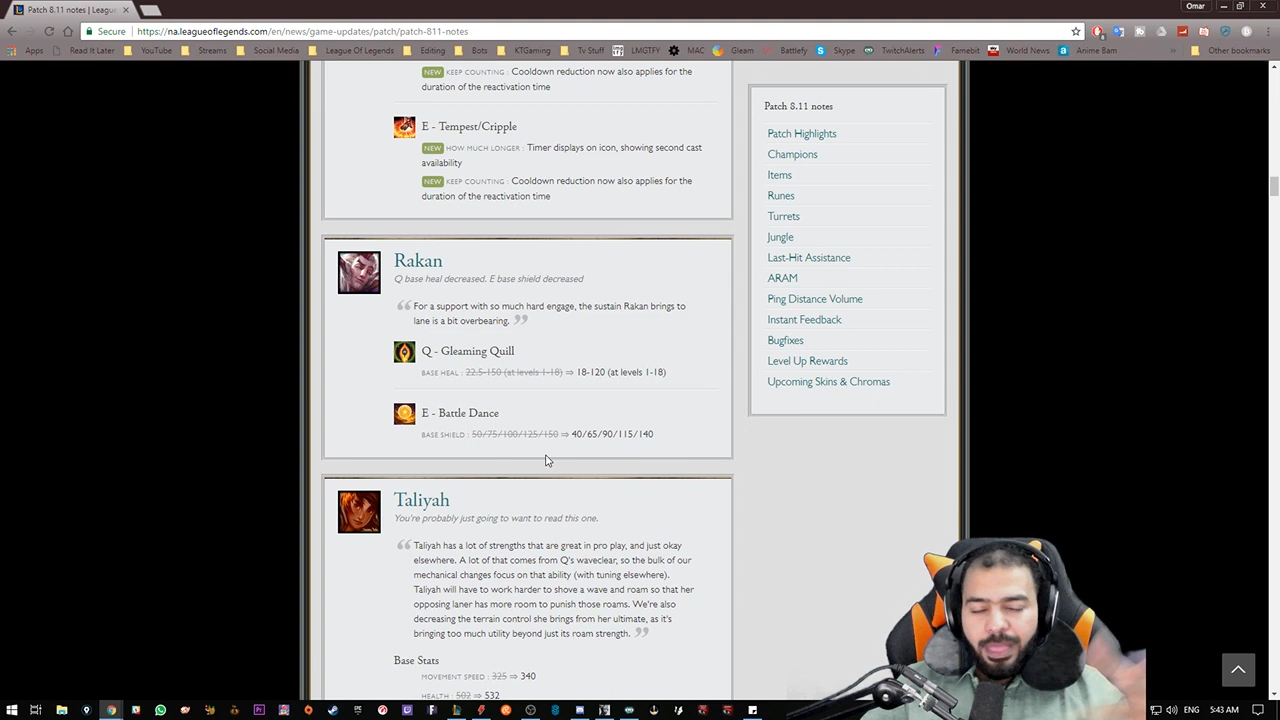 Patch 8.11 notes | Leagu
Omar
Secure
https://na.leagueoflegends.com/en/news/game-updates/patch/patch-811-notes
Apps Read It Later YouTube Streams Social Media League Of Legends Editing Bots KTGaming Tv Stuff LMGTFY MAC Gleam Battlefy Skype TwitchAlerts Famebit World News Anime Bam » Other bookmarks
NEW KEEP COUNTING : Cooldown reduction now also applies for the
duration of the reactivation time
E - Tempest/Cripple
NEW HOW MUCH LONGER : Timer displays on icon, showing second cast
availability
NEW KEEP COUNTING : Cooldown reduction now also applies for the
duration of the reactivation time
Rakan
Q base heal decreased. E base shield decreased
For a support with so much hard engage, the sustain Rakan brings to
lane is a bit overbearing.
Q - Gleaming Quill
BASE HEAL : 22.5-150 (at levels 1-18) ⇒ 18-120 (at levels 1-18)
E - Battle Dance
BASE SHIELD : 50/75/100/125/150 ⇒ 40/65/90/115/140
Taliyah
You're probably just going to want to read this one.
Taliyah has a lot of strengths that are great in pro play, and just okay
elsewhere. A lot of that comes from Q's waveclear, so the bulk of our
mechanical changes focus on that ability (with tuning elsewhere).
Taliyah will have to work harder to shove a wave and roam so that her
opposing laner has more room to punish those roams. We're also
decreasing the terrain control she brings from her ultimate, as it's
bringing too much utility beyond just its roam strength.
Base Stats
MOVEMENT SPEED : 325 ⇒ 340
HEALTH : 502 ⇒ 532
Patch 8.11 notes
Patch Highlights
Champions
Items
Runes
Turrets
Jungle
Last-Hit Assistance
ARAM
Ping Distance Volume
Instant Feedback
Bugfixes
Level Up Rewards
Upcoming Skins & Chromas
ENG 5:43 AM